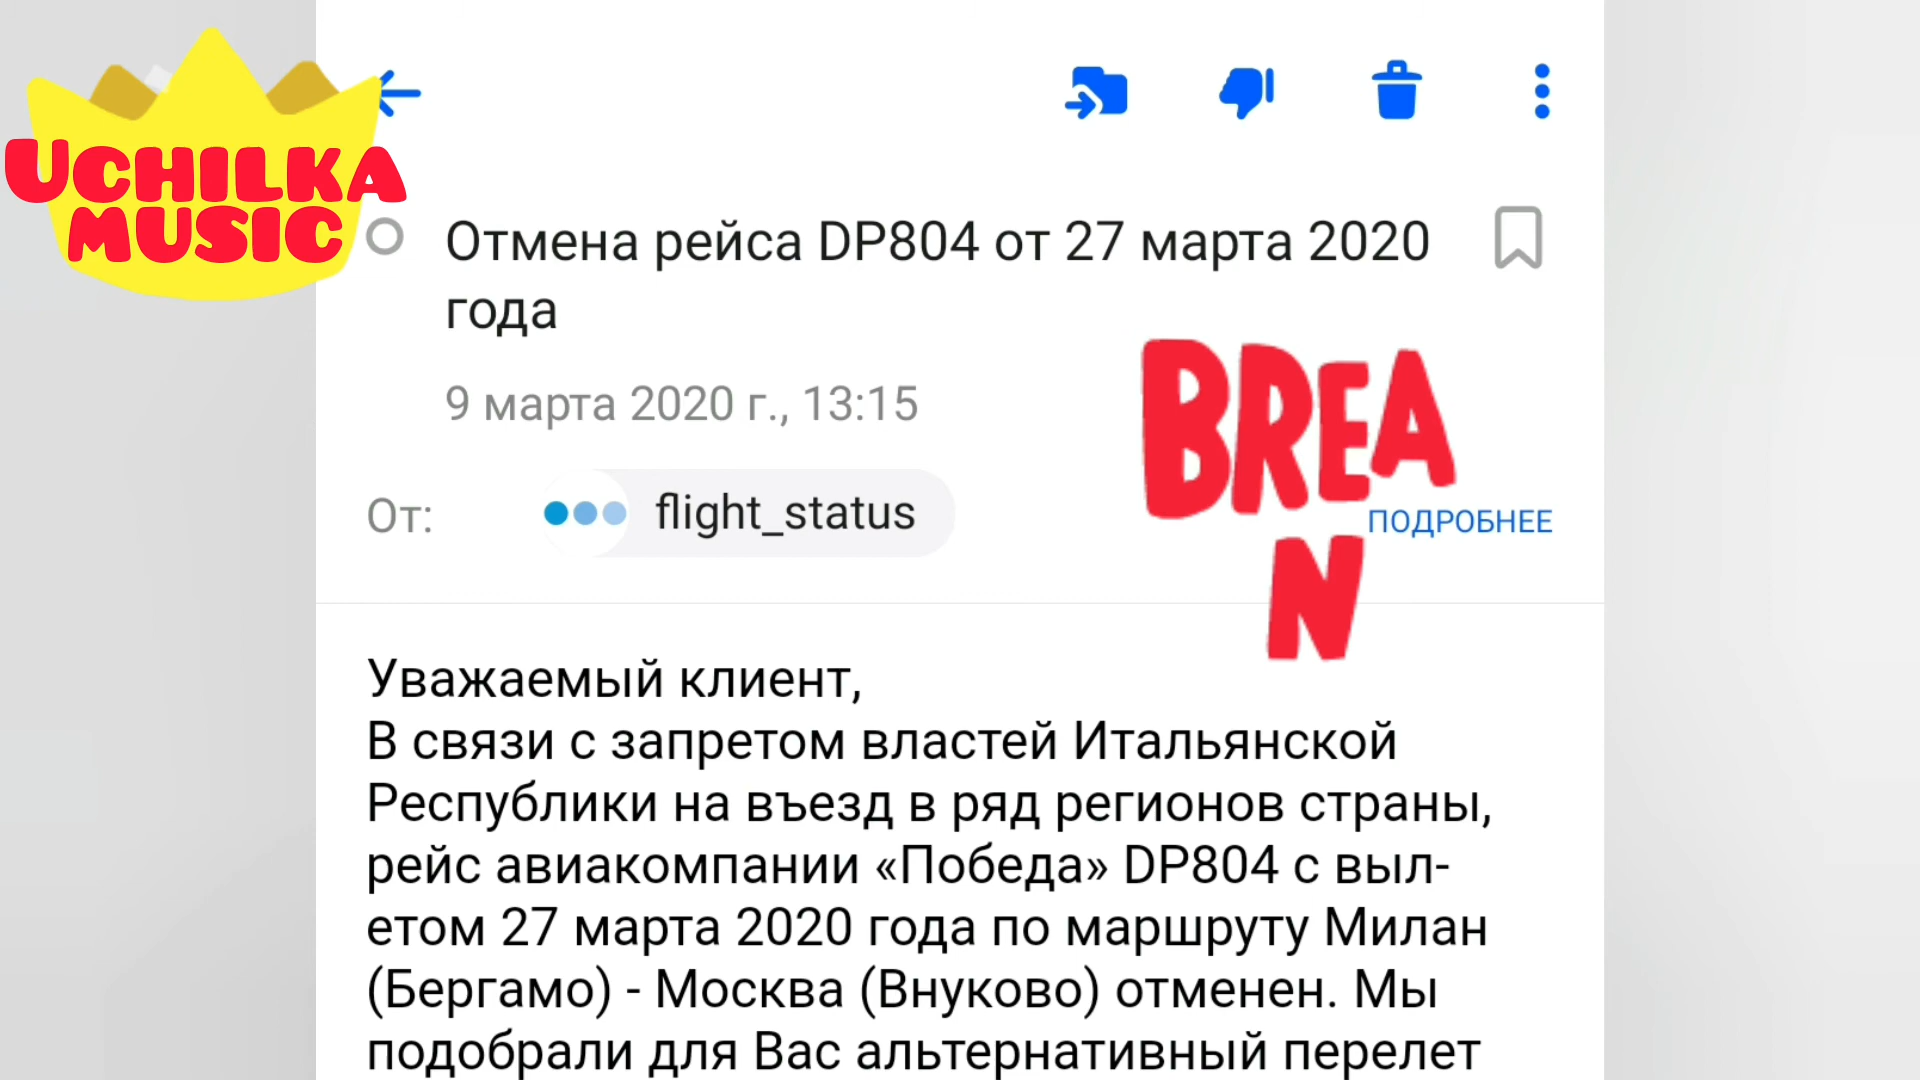 UCHILKA
MUSIC
Отмена рейса DP804 от 27 марта 2020
года
9 марта 2020 г., 13:15
BREA
N
От:
flight_status
ПОДРОБНЕЕ
Уважаемый клиент,
В связи с запретом властей Итальянской
Республики на въезд в ряд регионов страны,
рейс авиакомпании «Победа» DP804 с выл-
етом 27 марта 2020 года по маршруту Милан
(Бергамо) - Москва (Внуково) отменен. Мы
подобрали для Вас альтернативный перелет